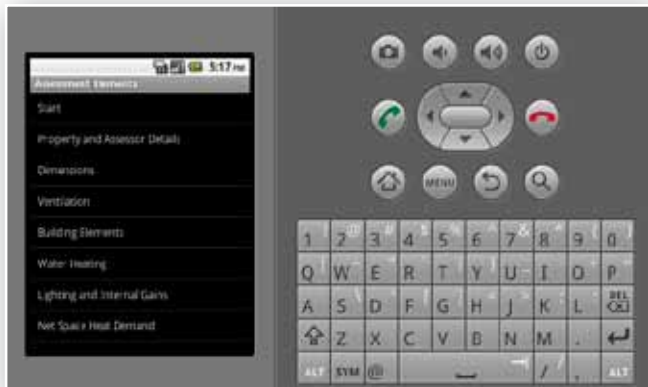 5:17 PM
Assessment Elements
Start
Property and Assessor Details
Dimensions
Ventilation
Building Elements
Water Heating
Lighting and Internal Gains
Net Space Heat Demand
MENU
1 2 @ 3 # 4 $ 5 % 6 ^ 7 & 8 * 9 ( 0 )
Q W E R T Y U I O P
A S D F G H J K L DEL
Z X C V B N M .
ALT SYM @ / , ALT